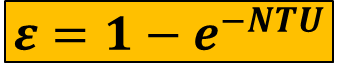 ε = 1 − e^{−NTU}